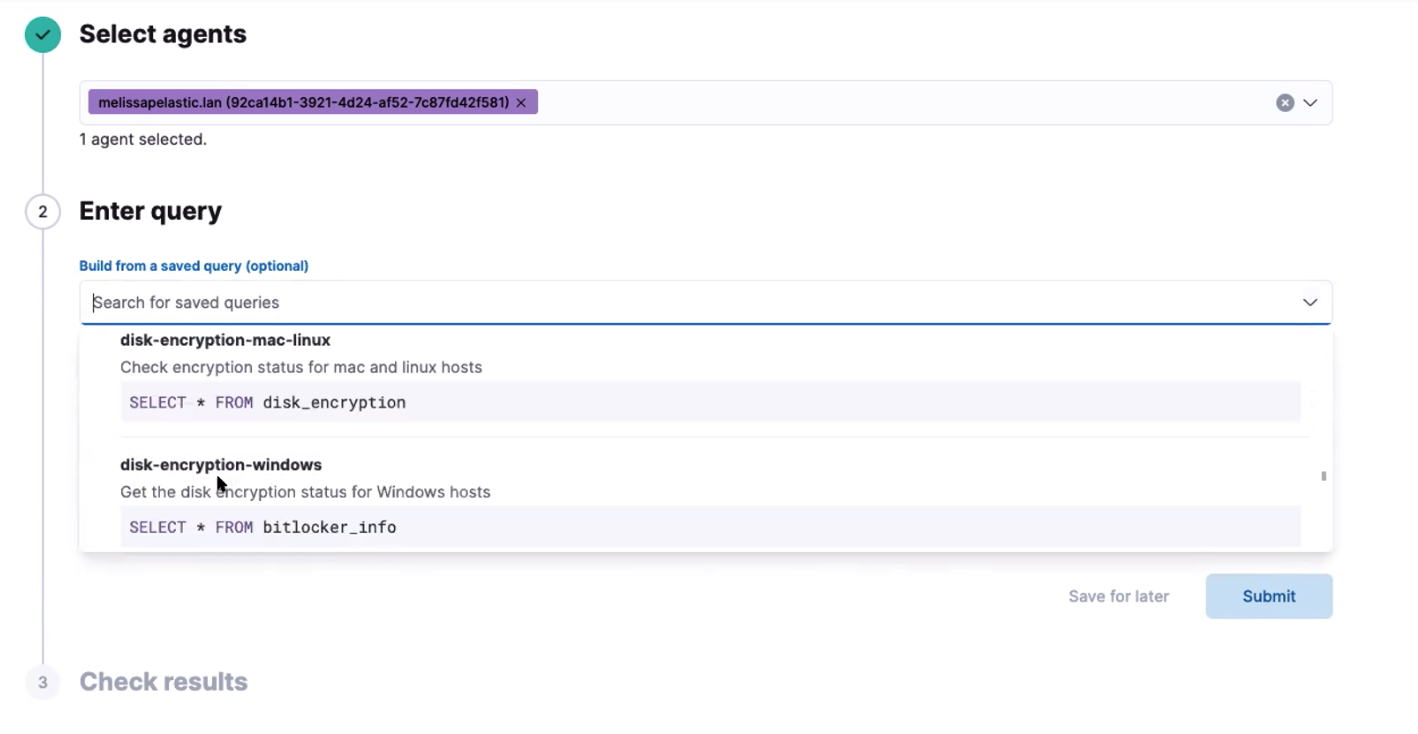 Select agents
melissapelastic.lan (92ca14b1-3921-4d24-af52-7c87fd42f581) ×
1 agent selected.
2 Enter query
Build from a saved query (optional)
Search for saved queries
disk-encryption-mac-linux
Check encryption status for mac and linux hosts
SELECT * FROM disk_encryption
disk-encryption-windows
Get the disk encryption status for Windows hosts
SELECT * FROM bitlocker_info
Save for later Submit
3 Check results